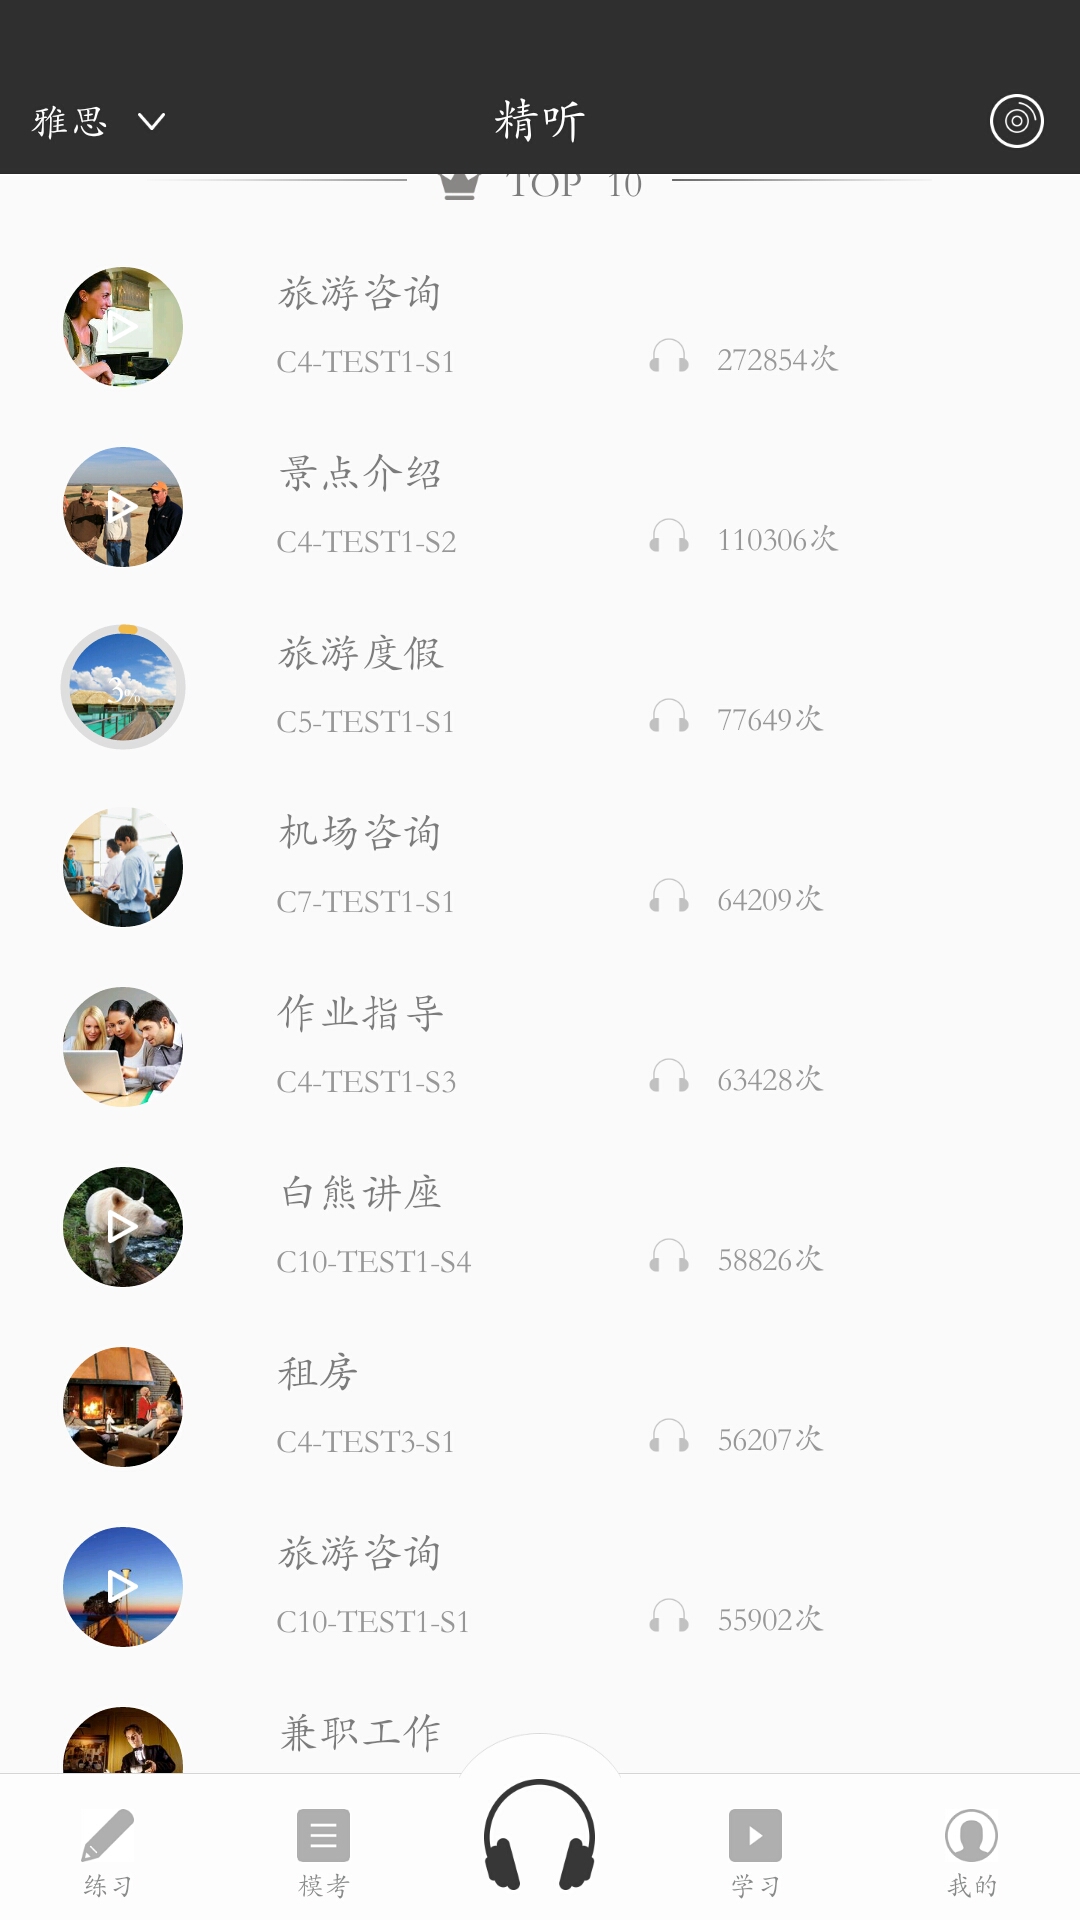 雅思
精听
TOP 10
旅游咨询
C4-TEST1-S1
272854次
景点介绍
C4-TEST1-S2
110306次
3%
旅游度假
C5-TEST1-S1
77649次
机场咨询
C7-TEST1-S1
64209次
作业指导
C4-TEST1-S3
63428次
白熊讲座
C10-TEST1-S4
58826次
租房
C4-TEST3-S1
56207次
旅游咨询
C10-TEST1-S1
55902次
兼职工作
练习
模考
学习
我的